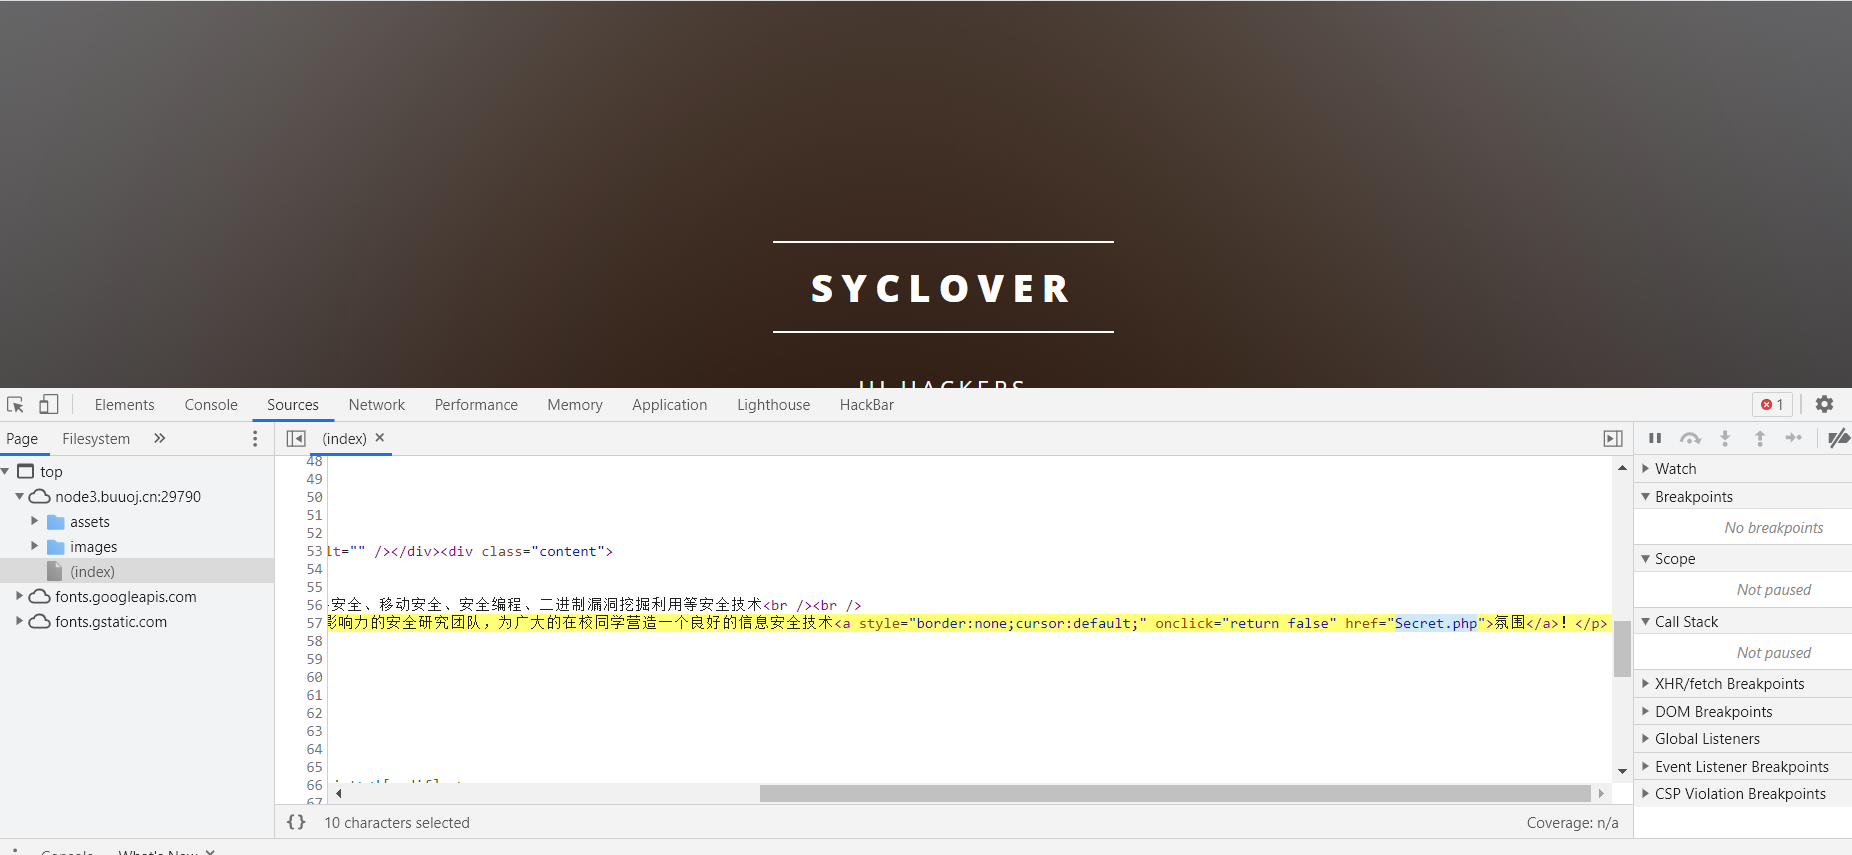 SYCLOVER
HI HACKERS
Elements Console Sources Network Performance Memory Application Lighthouse HackBar 1
Page Filesystem » (index) ×
top
node3.buuoj.cn:29790
assets
images
(index)
fonts.googleapis.com
fonts.gstatic.com
48
49
50
51
52
53 lt="" /></div><div class="content">
54
55
56 安全、移动安全、安全编程、二进制漏洞挖掘利用等安全技术<br /><br />
57 影响力的安全研究团队，为广大的在校同学营造一个良好的信息安全技术<a style="border:none;cursor:default;" onclick="return false" href="Secret.php">氛围</a>！</p>
58
59
60
61
62
63
64
65
66
67
{} 10 characters selected Coverage: n/a
Watch
Breakpoints
No breakpoints
Scope
Not paused
Call Stack
Not paused
XHR/fetch Breakpoints
DOM Breakpoints
Global Listeners
Event Listener Breakpoints
CSP Violation Breakpoints
Console What's New ×